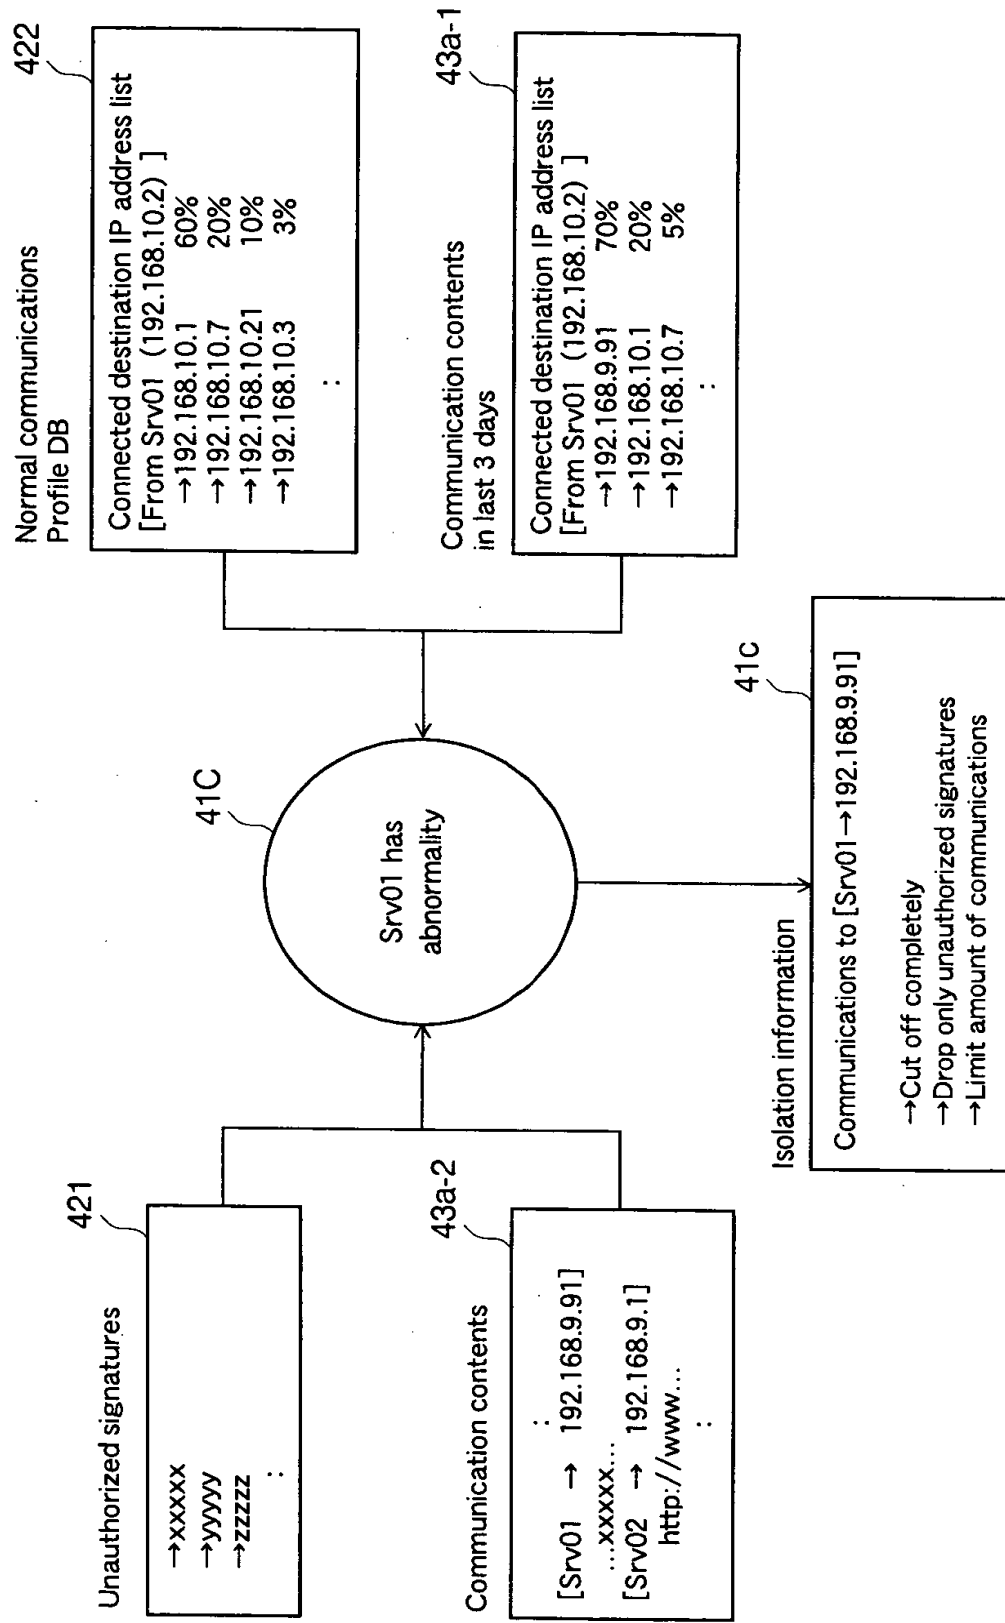 Unauthorized signatures
421
→xxxxx
→yyyyy
→zzzzz
:
Communication contents
43a-2
:
[Srv01 → 192.168.9.91]
...xxxxx...
[Srv02 → 192.168.9.1]
http://www...
:
41C
Srv01 has
abnormality
Normal communications
Profile DB
422
Connected destination IP address list
[From Srv01 (192.168.10.2) ]
→192.168.10.1 60%
→192.168.10.7 20%
→192.168.10.21 10%
→192.168.10.3 3%
:
Communication contents
in last 3 days
43a-1
Connected destination IP address list
[From Srv01 (192.168.10.2) ]
→192.168.9.91 70%
→192.168.10.1 20%
→192.168.10.7 5%
:
Isolation information
41c
Communications to [Srv01→192.168.9.91]
→Cut off completely
→Drop only unauthorized signatures
→Limit amount of communications